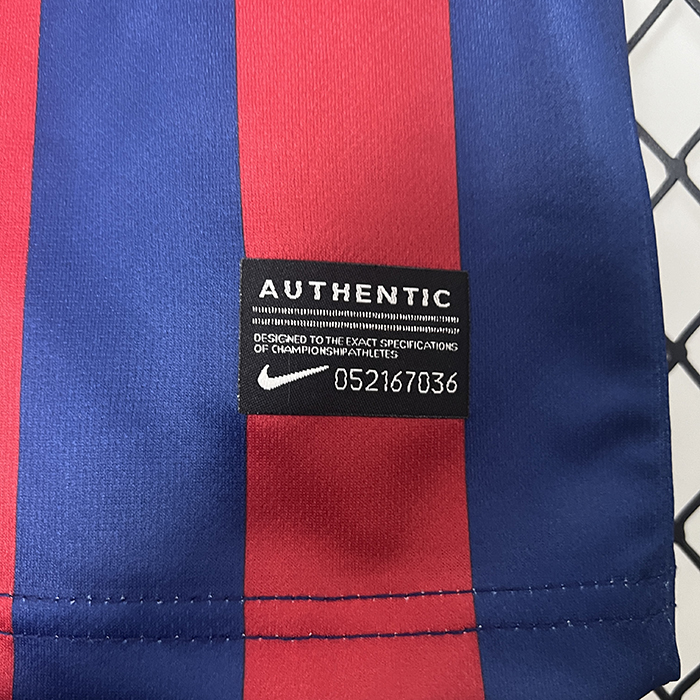 AUTHENTIC
DESIGNED TO THE EXACT SPECIFICATIONS
OF CHAMPIONSHIPATHLETES
052167036